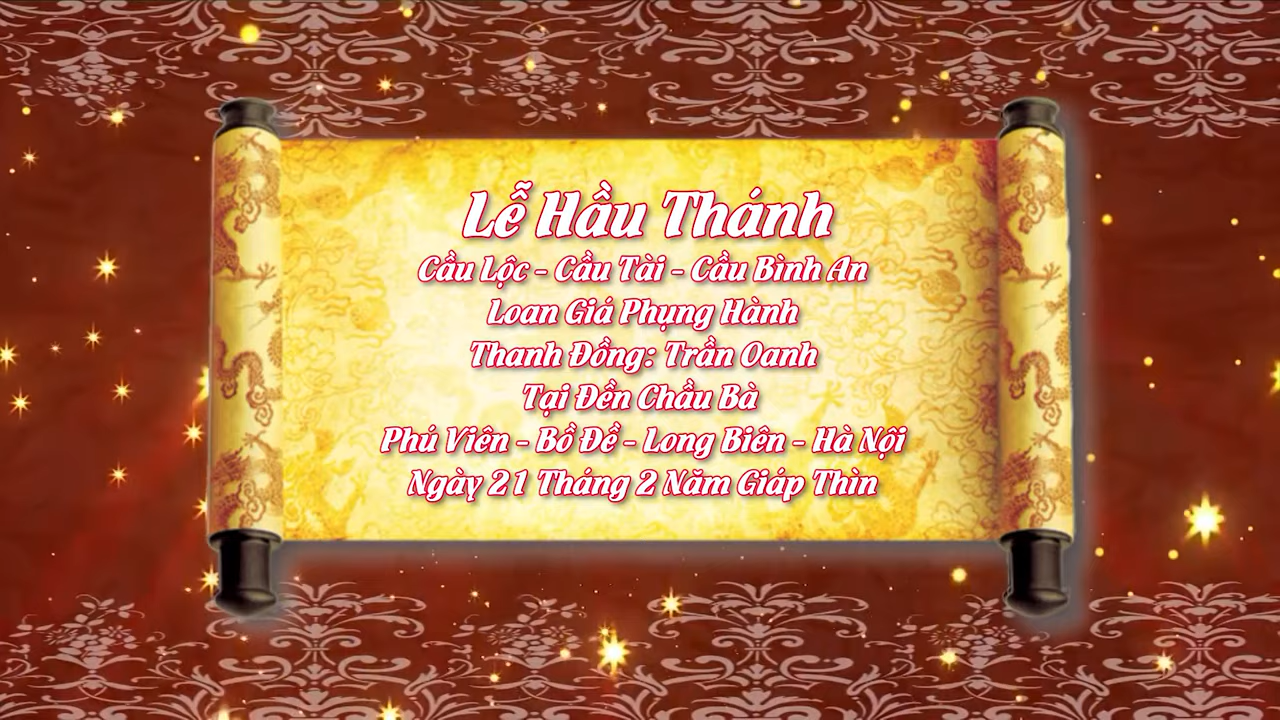 Lễ Hầu Thánh
Cầu Lộc - Cầu Tài - Cầu Bình An
Loan Giá Phụng Hành
Thanh Đồng: Trần Oanh
Tại Đền Chầu Bà
Phú Viên - Bồ Đề - Long Biên - Hà Nội
Ngày 21 Tháng 2 Năm Giáp Thìn